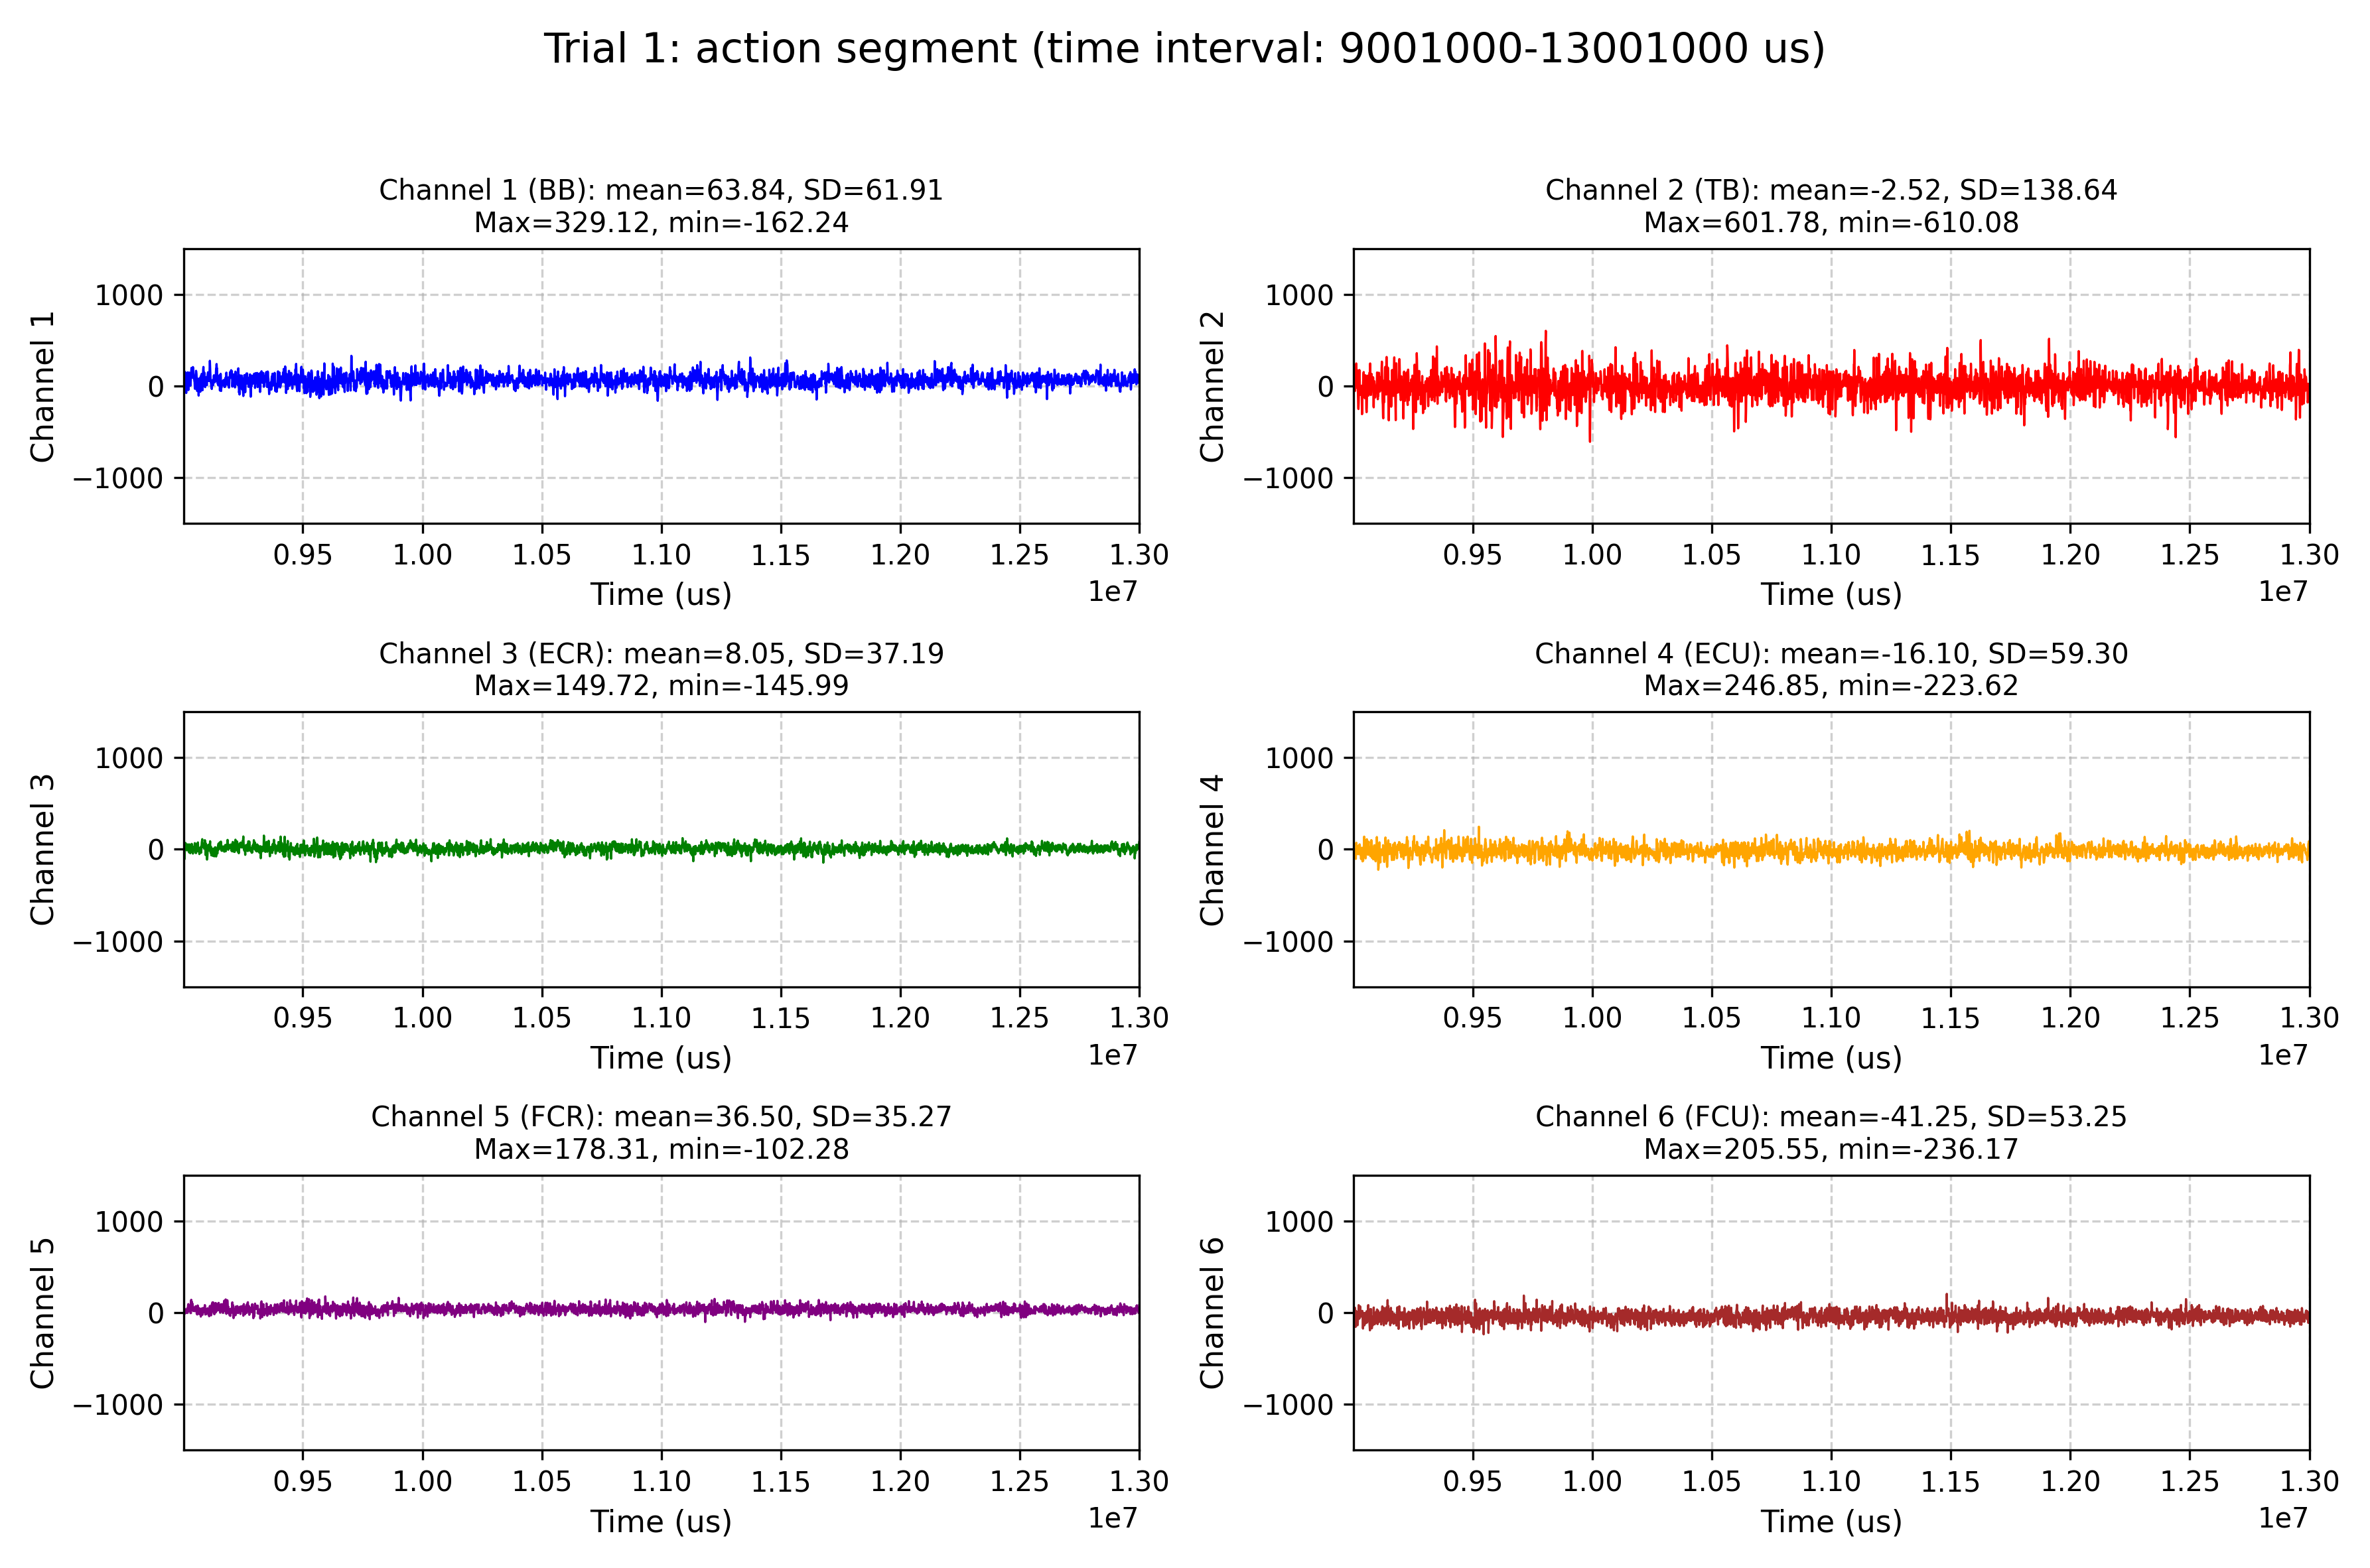 Trial 1: action segment (time interval: 9001000-13001000 us)
Channel 1 (BB): mean=63.84, SD=61.91
Max=329.12, min=-162.24
Channel 1
1000
0
−1000
0.95 1.00 1.05 1.10 1.15 1.20 1.25 1.30
Time (us)
1e7
Channel 2 (TB): mean=-2.52, SD=138.64
Max=601.78, min=-610.08
Channel 2
1000
0
−1000
0.95 1.00 1.05 1.10 1.15 1.20 1.25 1.30
Time (us)
1e7
Channel 3 (ECR): mean=8.05, SD=37.19
Max=149.72, min=-145.99
Channel 3
1000
0
−1000
0.95 1.00 1.05 1.10 1.15 1.20 1.25 1.30
Time (us)
1e7
Channel 4 (ECU): mean=-16.10, SD=59.30
Max=246.85, min=-223.62
Channel 4
1000
0
−1000
0.95 1.00 1.05 1.10 1.15 1.20 1.25 1.30
Time (us)
1e7
Channel 5 (FCR): mean=36.50, SD=35.27
Max=178.31, min=-102.28
Channel 5
1000
0
−1000
0.95 1.00 1.05 1.10 1.15 1.20 1.25 1.30
Time (us)
1e7
Channel 6 (FCU): mean=-41.25, SD=53.25
Max=205.55, min=-236.17
Channel 6
1000
0
−1000
0.95 1.00 1.05 1.10 1.15 1.20 1.25 1.30
Time (us)
1e7